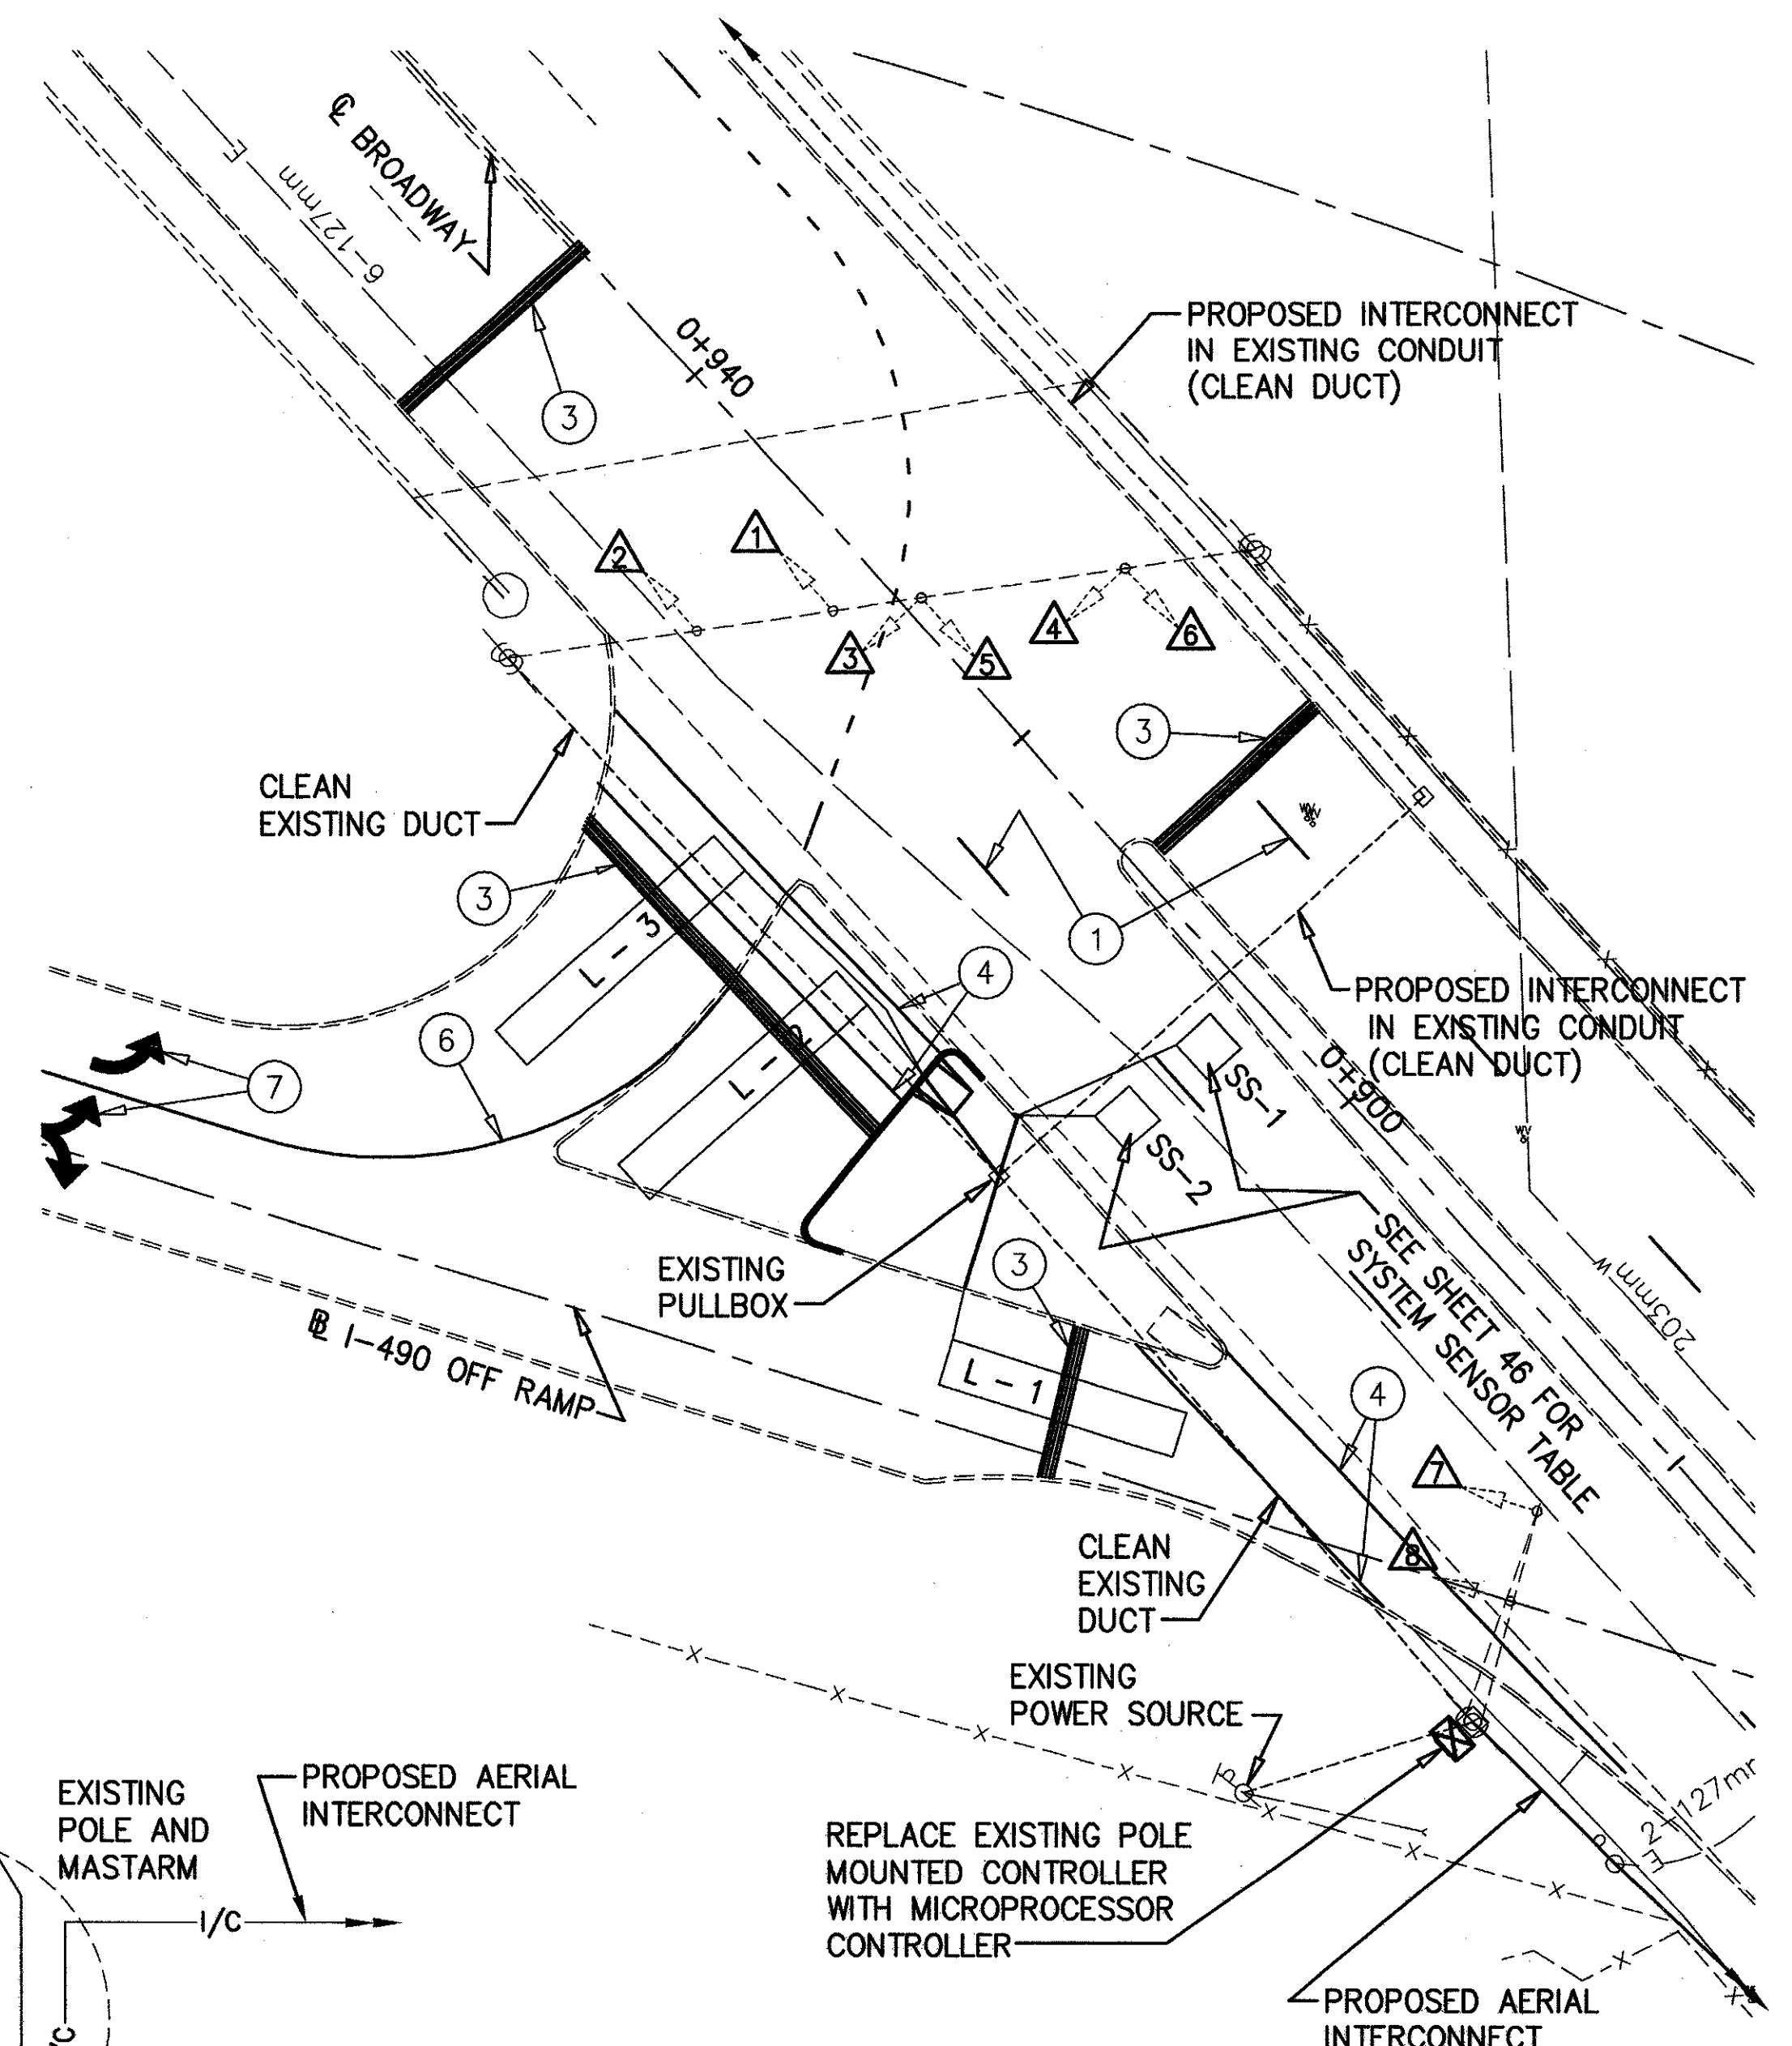 ℄ BROADWAY
6-127mm
E
0+940
3
PROPOSED INTERCONNECT
IN EXISTING CONDUIT
(CLEAN DUCT)
2
1
3
5
4
6
3
CLEAN
EXISTING DUCT
3
L - 3
1
4
PROPOSED INTERCONNECT
IN EXISTING CONDUIT
(CLEAN DUCT)
6
7
L - 2
SS-1
SS-2
0+900
WV
EXISTING
PULLBOX
3
SEE SHEET 46 FOR
SYSTEM SENSOR TABLE
203mm W
BL I-490 OFF RAMP
L - 1
4
7
8
CLEAN
EXISTING
DUCT
EXISTING
POWER SOURCE
P
EXISTING
POLE AND
MASTARM
PROPOSED AERIAL
INTERCONNECT
I/C
REPLACE EXISTING POLE
MOUNTED CONTROLLER
WITH MICROPROCESSOR
CONTROLLER
P
E
PROPOSED AERIAL
INTERCONNECT